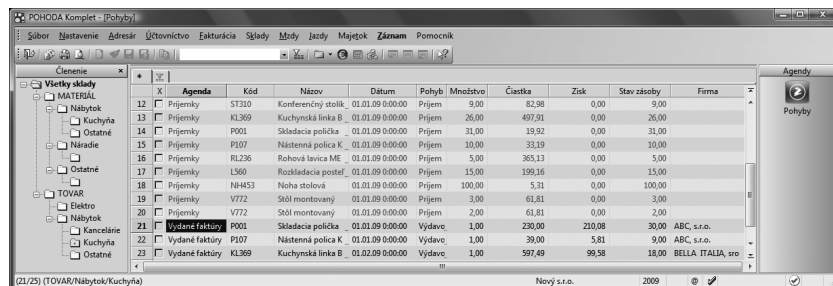 POHODA Komplet - [Pohyby]
Súbor Nastavenie Adresár Účtovníctvo Fakturácia Sklady Mzdy Jazdy Majetok Záznam Pomocník
Členenie × * Agendy
Všetky sklady X Agenda Kód Názov Dátum Pohyb Množstvo Čiastka Zisk Stav zásoby Firma
MATERIÁL 12 Príjemky ST310 Konferenčný stolík_ 01.01.09 0:00:00 Príjem 9,00 82,98 0,00 9,00
Nábytok 13 Príjemky KL369 Kuchynská linka B_ 01.01.09 0:00:00 Príjem 26,00 497,91 0,00 26,00 Pohyby
Kuchyňa 14 Príjemky P001 Skladacia polička _ 01.01.09 0:00:00 Príjem 31,00 19,92 0,00 31,00
Ostatné 15 Príjemky P107 Nástenná polica K_ 01.01.09 0:00:00 Príjem 10,00 33,19 0,00 10,00
Náradie 16 Príjemky RL236 Rohová lavica ME _ 01.01.09 0:00:00 Príjem 5,00 365,13 0,00 5,00
17 Príjemky L560 Rozkladacia posteľ_ 01.01.09 0:00:00 Príjem 15,00 199,16 0,00 15,00
Ostatné 18 Príjemky NH453 Noha stolová 01.01.09 0:00:00 Príjem 100,00 5,31 0,00 100,00
TOVAR 19 Príjemky V772 Stôl montovaný 01.01.09 0:00:00 Príjem 3,00 61,81 0,00 3,00
Elektro 20 Príjemky V772 Stôl montovaný 01.01.09 0:00:00 Príjem 2,00 61,81 0,00 2,00
Nábytok 21 Vydané faktúry P001 Skladacia polička _ 01.01.09 0:00:00 Výdavo 1,00 230,00 210,08 30,00 ABC, s.r.o.
Kancelárie 22 Vydané faktúry P107 Nástenná polica K_ 01.01.09 0:00:00 Výdavo 1,00 39,00 5,81 9,00 ABC, s.r.o.
Kuchyňa 23 Vydané faktúry KL369 Kuchynská linka B_ 01.02.09 0:00:00 Výdavo 1,00 597,49 99,58 18,00 BELLA ITALIA, sro
Ostatné
(21/25) (TOVAR/Nábytok/Kuchyňa) Nový s.r.o. 2009 @